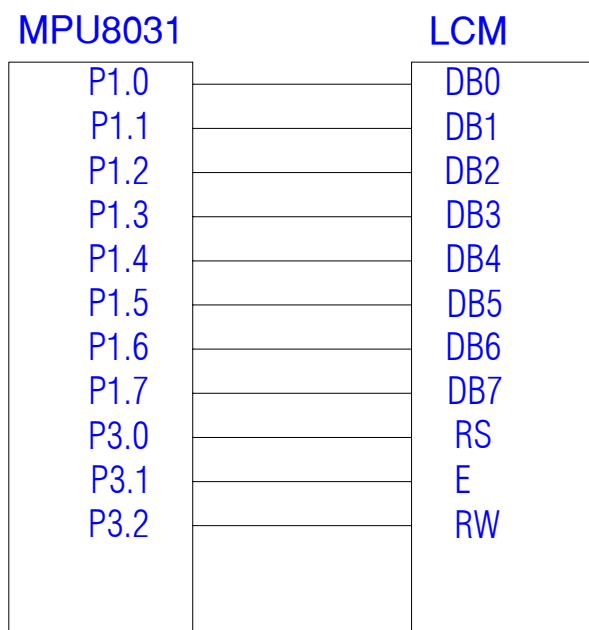 MPU8031 LCM
P1.0 DB0
P1.1 DB1
P1.2 DB2
P1.3 DB3
P1.4 DB4
P1.5 DB5
P1.6 DB6
P1.7 DB7
P3.0 RS
P3.1 E
P3.2 RW